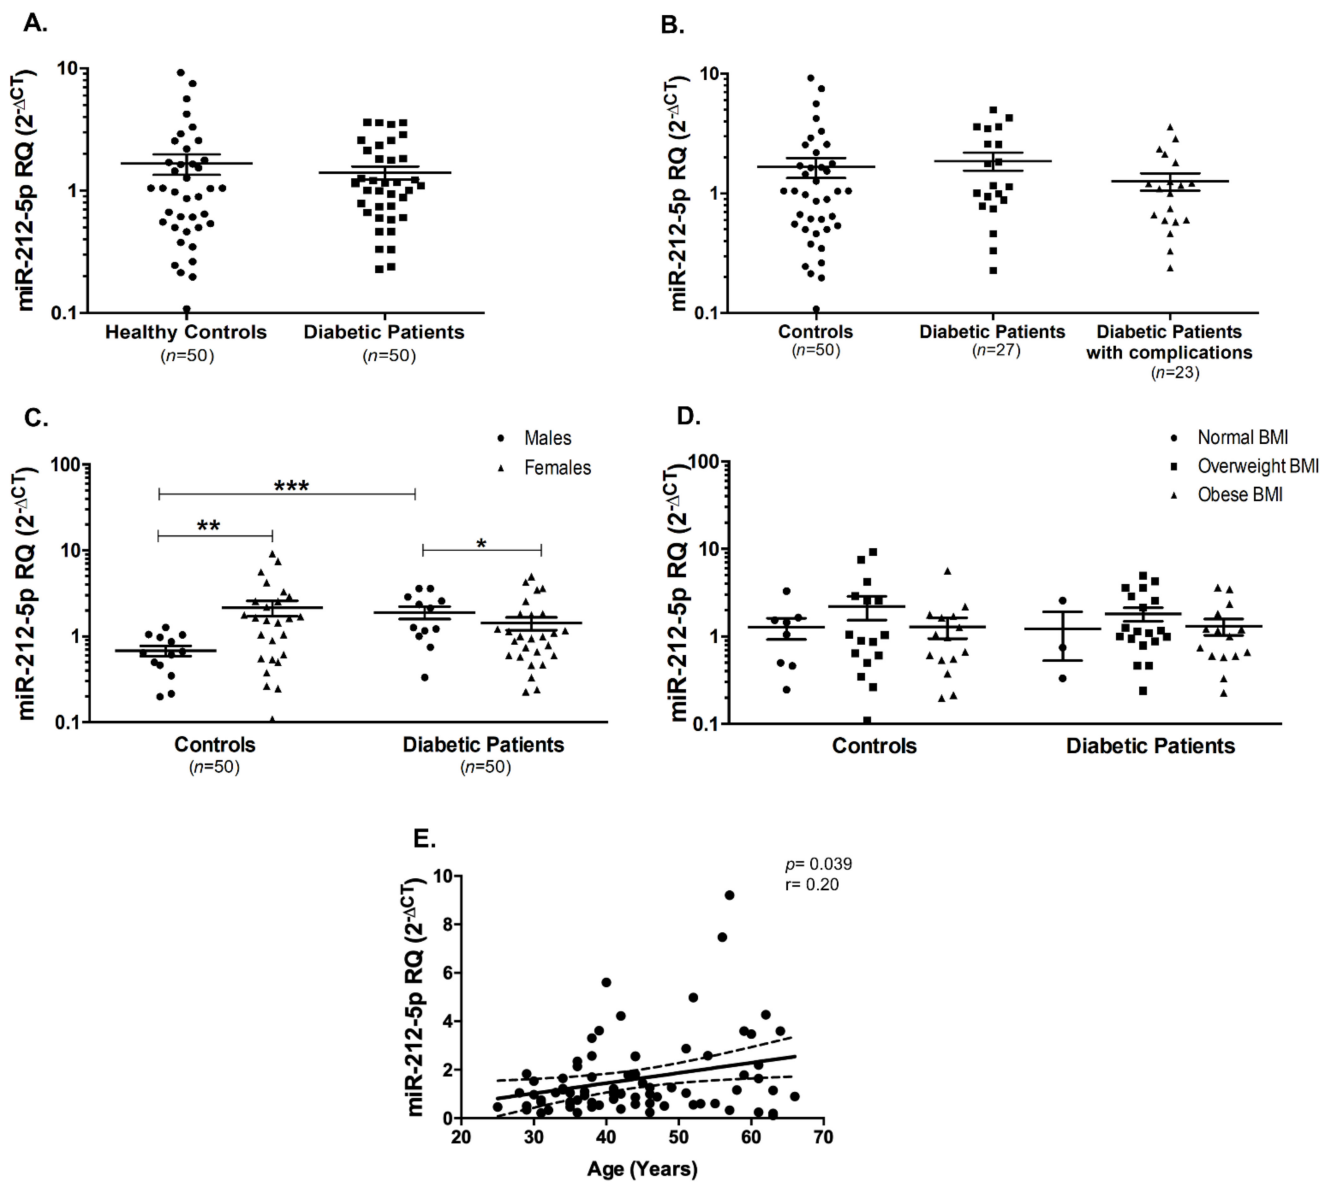 A.
miR-212-5p RQ (2-ΔCT)
10
1
0.1
Healthy Controls
(n=50)
Diabetic Patients
(n=50)
B.
miR-212-5p RQ (2-ΔCT)
10
1
0.1
Controls
(n=50)
Diabetic Patients
(n=27)
Diabetic Patients
with complications
(n=23)
C.
Males
Females
miR-212-5p RQ (2-ΔCT)
100
10
1
0.1
***
**
*
Controls
(n=50)
Diabetic Patients
(n=50)
D.
Normal BMI
Overweight BMI
Obese BMI
miR-212-5p RQ (2-ΔCT)
100
10
1
0.1
Controls
Diabetic Patients
E.
p= 0.039
r= 0.20
miR-212-5p RQ (2-ΔCT)
10
8
6
4
2
0
20 30 40 50 60 70
Age (Years)